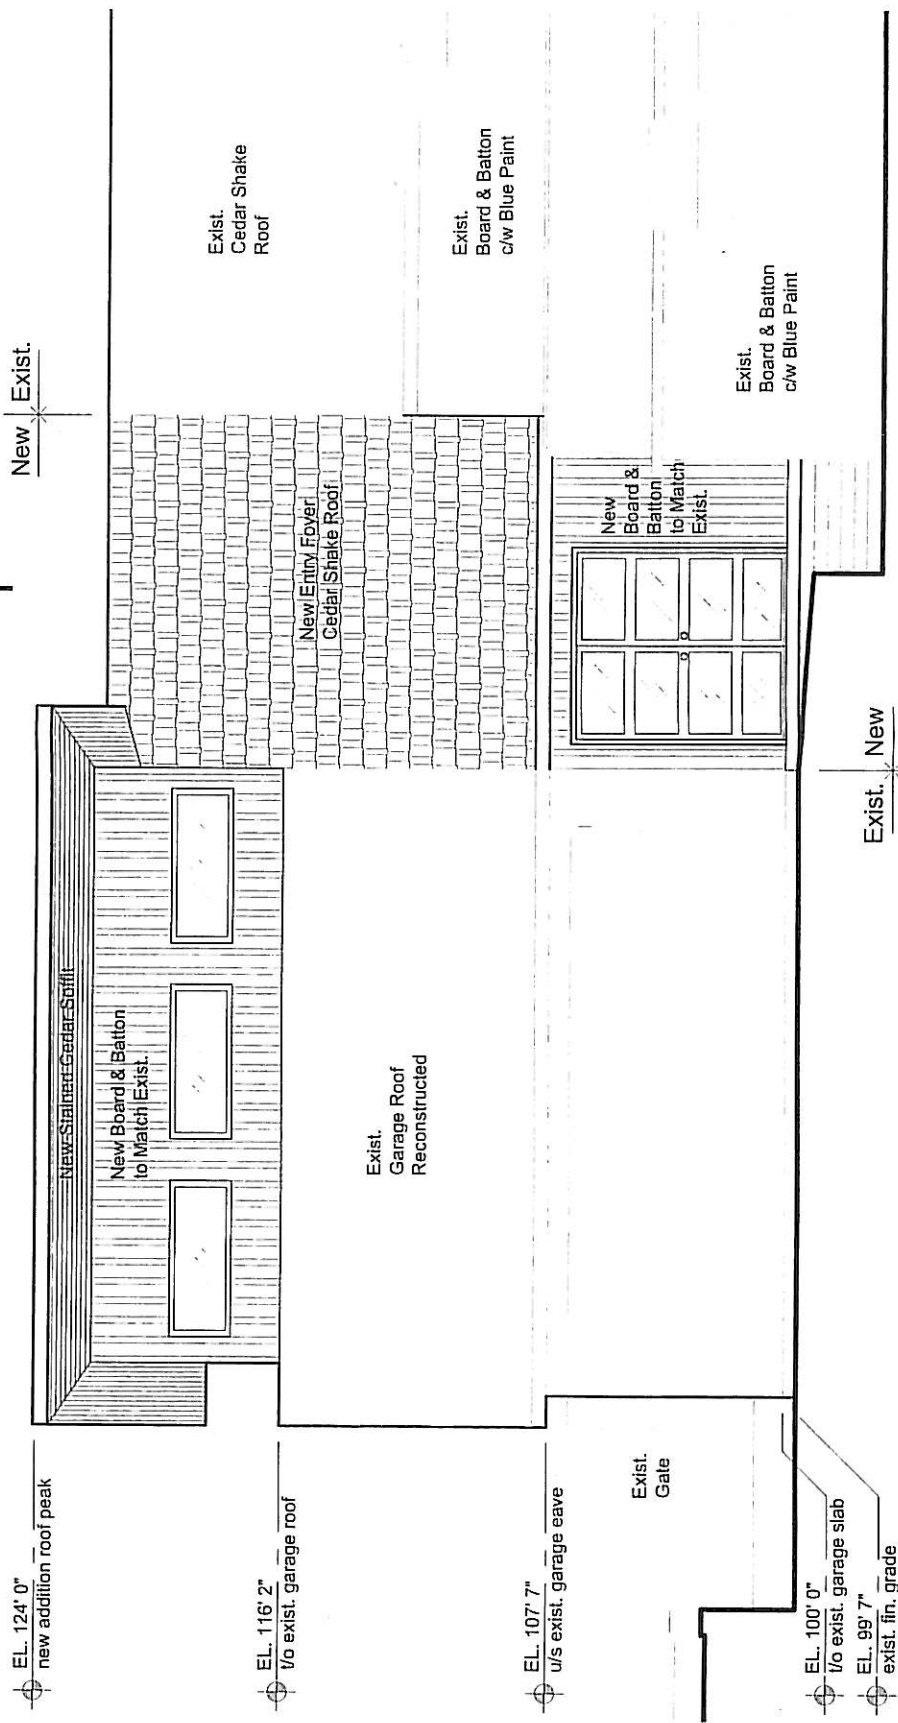 New Exist.
New Stained Cedar Soffit
New Board & Batton
to Match Exist.
Exist.
Cedar Shake
Roof
New Entry Foyer
Cedar Shake Roof
Exist.
Garage Roof
Reconstructed
Exist.
Board & Batton
c/w Blue Paint
New
Board &
Batton
to Match
Exist.
Exist.
Board & Batton
c/w Blue Paint
Exist.
Gate
Exist. New
EL. 124' 0"
new addition roof peak
EL. 116' 2"
t/o exist. garage roof
EL. 107' 7"
u/s exist. garage eave
EL. 100' 0"
t/o exist. garage slab
EL. 99' 7"
exist. fin. grade